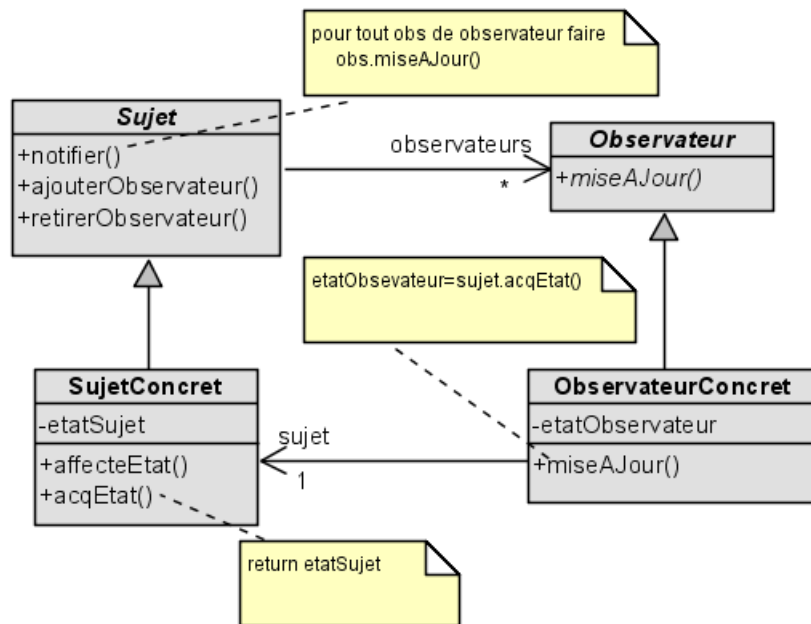 pour tout obs de observateur faire
obs.miseAJour()
Sujet
+notifier()
+ajouterObservateur()
+retirerObservateur()
observateurs
*
Observateur
+miseAJour()
etatObsevateur=sujet.acqEtat()
SujetConcret
-etatSujet
+affecteEtat()
+acqEtat()
sujet
1
ObservateurConcret
-etatObservateur
+miseAJour()
return etatSujet